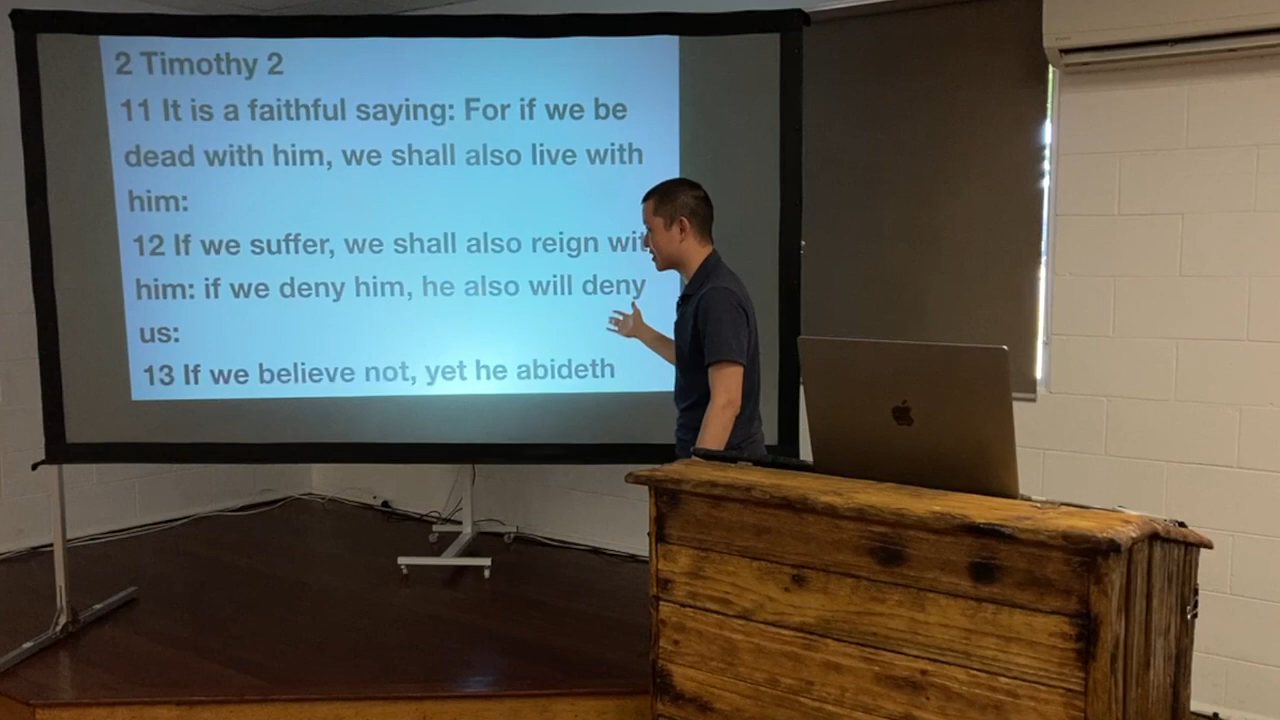 2 Timothy 2
11 It is a faithful saying: For if we be
dead with him, we shall also live with
him:
12 If we suffer, we shall also reign wit
him: if we deny him, he also will deny
us:
13 If we believe not, yet he abideth